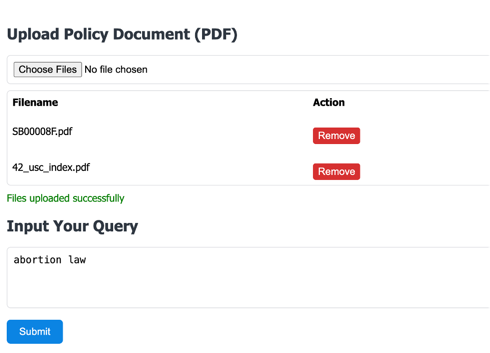 Upload Policy Document (PDF)
Choose Files No file chosen
Filename Action
SB00008F.pdf Remove
42_usc_index.pdf Remove
Files uploaded successfully
Input Your Query
abortion law
Submit